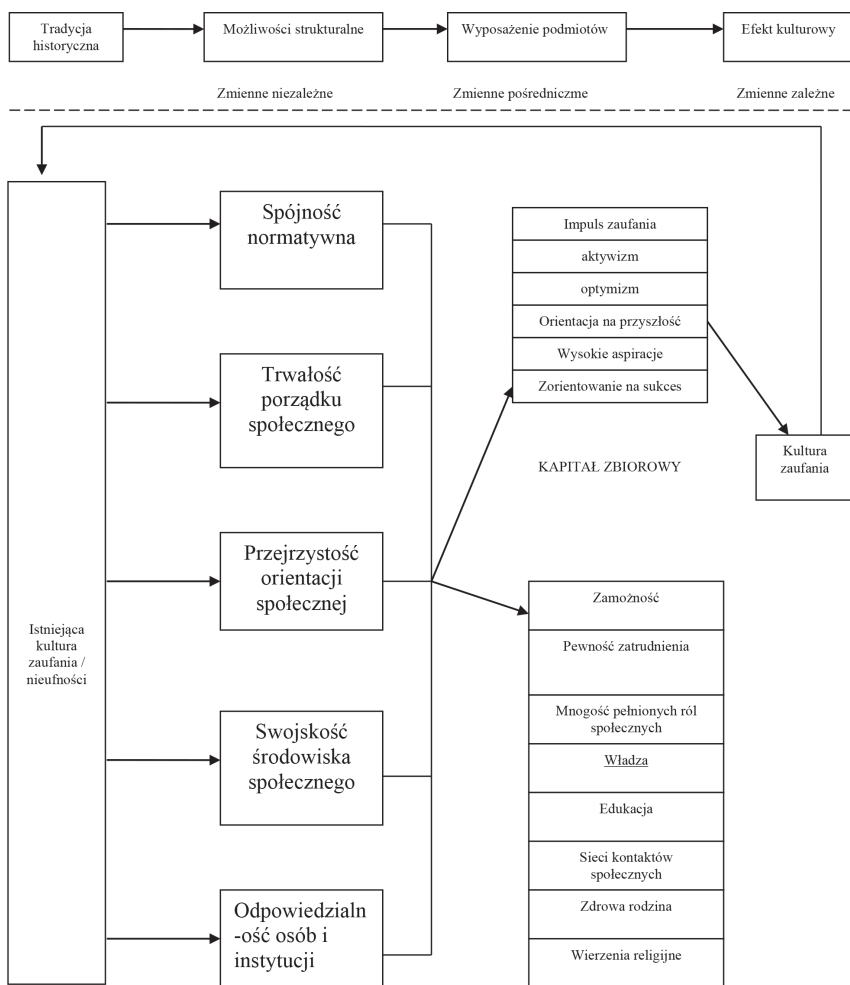 Tradycja
historyczna
Możliwości strukturalne
Wyposażenie podmiotów
Efekt kulturowy
Zmienne niezależne
Zmienne pośredniczme
Zmienne zależne
Istniejąca
kultura
zaufania /
nieufności
Spójność
normatywna
Trwałość
porządku
społecznego
Przejrzystość
orientacji
społecznej
Swojskość
środowiska
społecznego
Odpowiedzialn
-ość osób i
instytucji
Impuls zaufania
aktywizm
optymizm
Orientacja na przyszłość
Wysokie aspiracje
Zorientowanie na sukces
KAPITAŁ ZBIOROWY
Kultura
zaufania
Zamożność
Pewność zatrudnienia
Mnogość pełnionych ról
społecznych
Władza
Edukacja
Sieci kontaktów
społecznych
Zdrowa rodzina
Wierzenia religijne